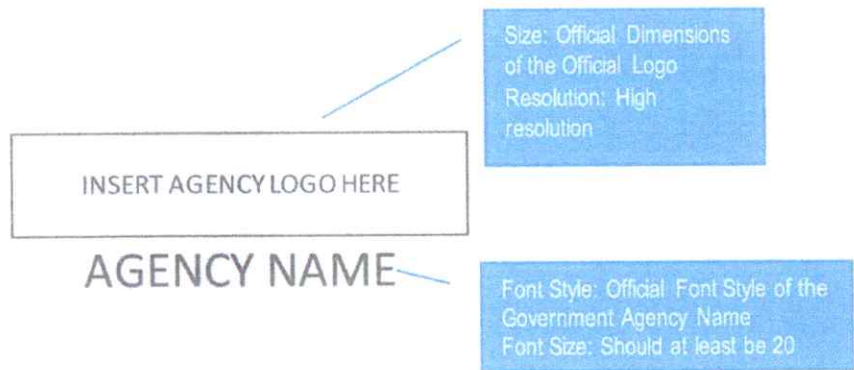 Size: Official Dimensions
of the Official Logo
Resolution: High
resolution
INSERT AGENCY LOGO HERE
AGENCY NAME
Font Style: Official Font Style of the
Government Agency Name
Font Size: Should at least be 20